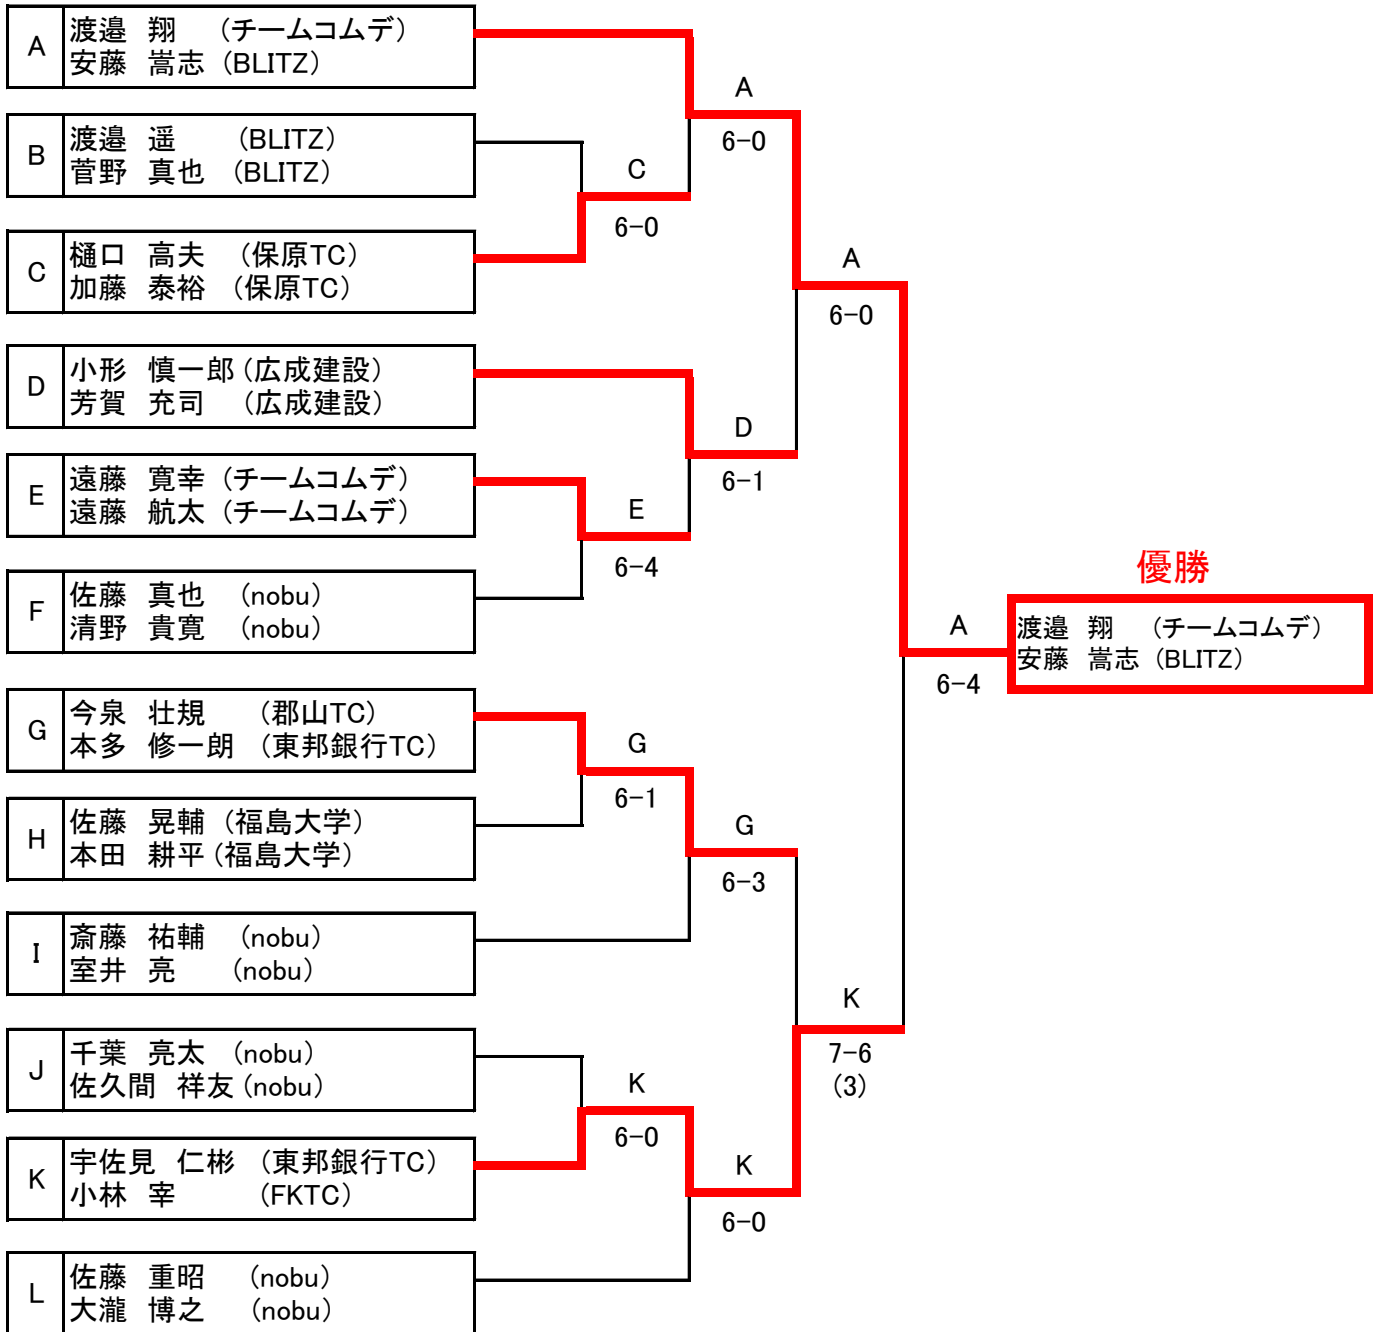 A
渡邉 翔 (チームコムデ)
安藤 嵩志 (BLITZ)
B
渡邉 遥 (BLITZ)
菅野 真也 (BLITZ)
C
樋口 高夫 (保原TC)
加藤 泰裕 (保原TC)
D
小形 慎一郎 (広成建設)
芳賀 充司 (広成建設)
E
遠藤 寛幸 (チームコムデ)
遠藤 航太 (チームコムデ)
F
佐藤 真也 (nobu)
清野 貴寛 (nobu)
G
今泉 壮規 (郡山TC)
本多 修一朗 (東邦銀行TC)
H
佐藤 晃輔 (福島大学)
本田 耕平 (福島大学)
I
斎藤 祐輔 (nobu)
室井 亮 (nobu)
J
千葉 亮太 (nobu)
佐久間 祥友 (nobu)
K
宇佐見 仁彬 (東邦銀行TC)
小林 宰 (FKTC)
L
佐藤 重昭 (nobu)
大瀧 博之 (nobu)
C
6-0
E
6-4
G
6-1
K
6-0
A
6-0
D
6-1
G
6-3
K
6-0
A
6-0
K
7-6
(3)
A
6-4
優勝
渡邉 翔 (チームコムデ)
安藤 嵩志 (BLITZ)